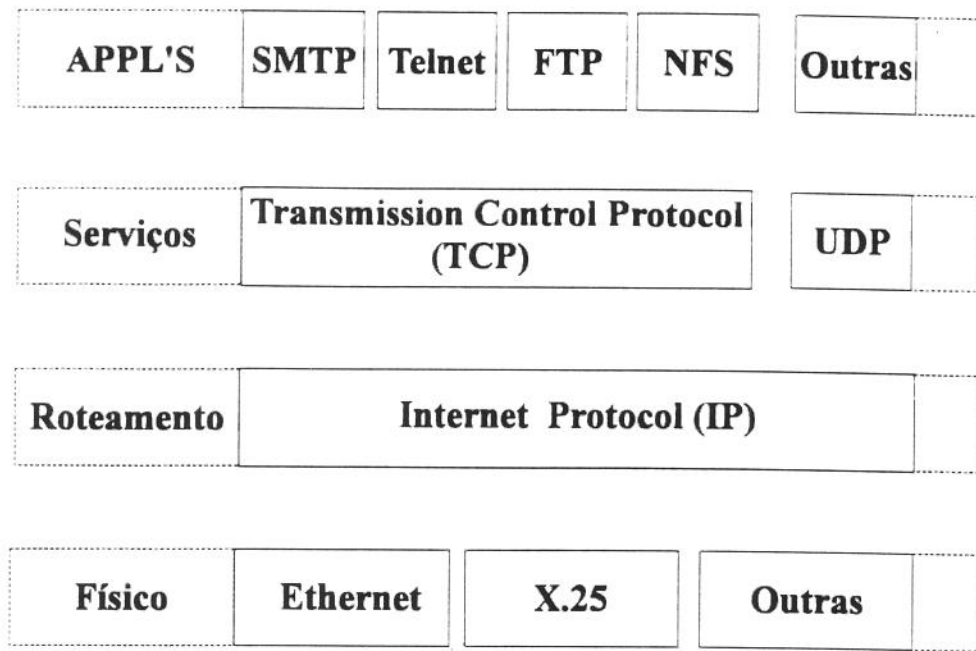 APPL'S SMTP Telnet FTP NFS Outras
Serviços Transmission Control Protocol (TCP) UDP
Roteamento Internet Protocol (IP)
Físico Ethernet X.25 Outras